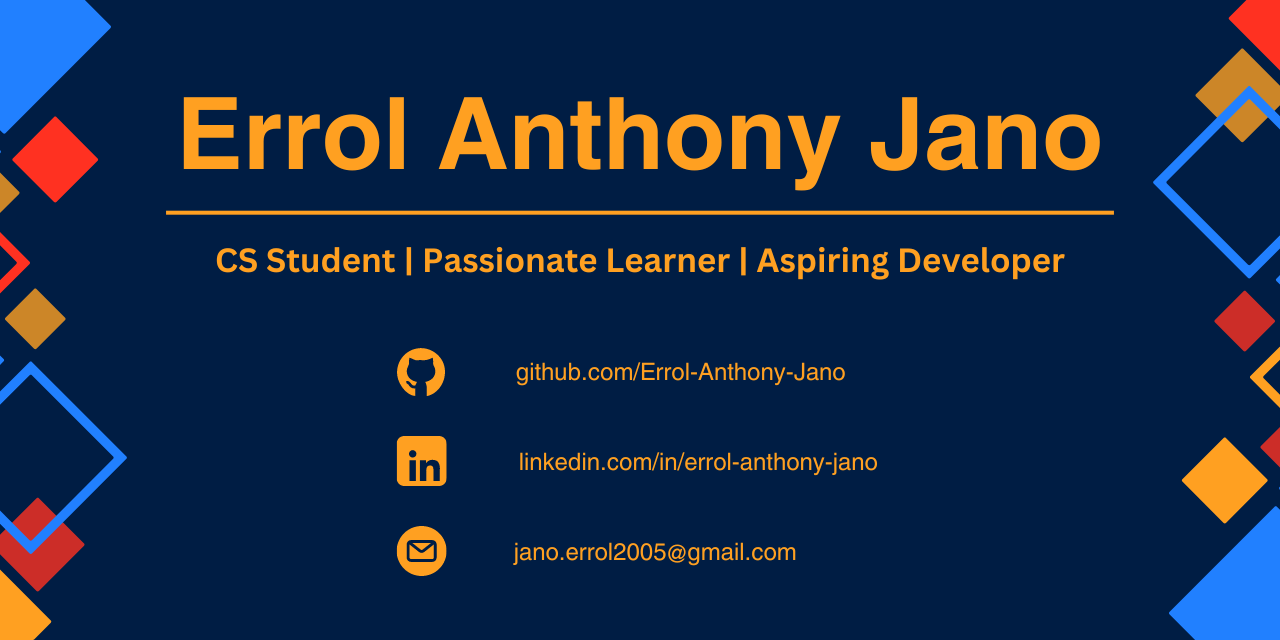 Errol Anthony Jano
CS Student | Passionate Learner | Aspiring Developer
github.com/Errol-Anthony-Jano
in linkedin.com/in/errol-anthony-jano
jano.errol2005@gmail.com